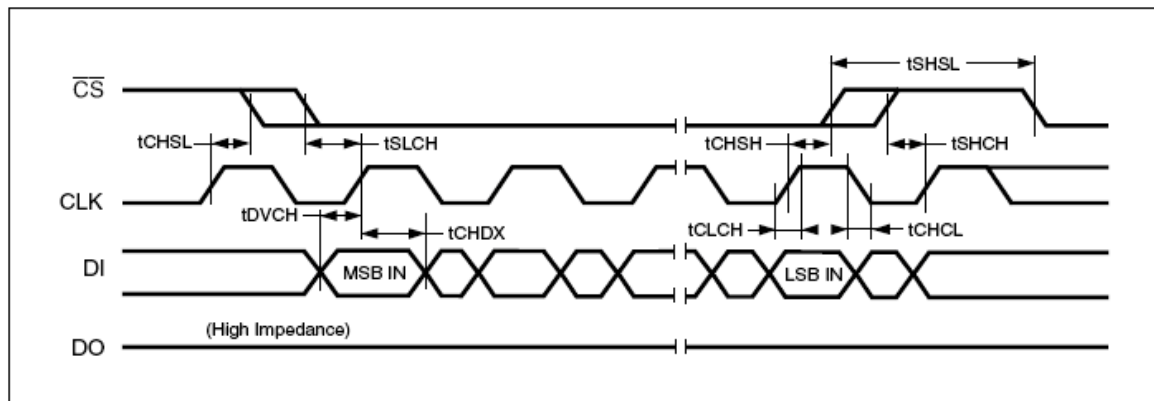 tSHSL
CS
tCHSL
tSLCH
tCHSH
tSHCH
CLK
tDVCH
tCHDX
tCLCH
tCHCL
DI
MSB IN
LSB IN
(High Impedance)
DO